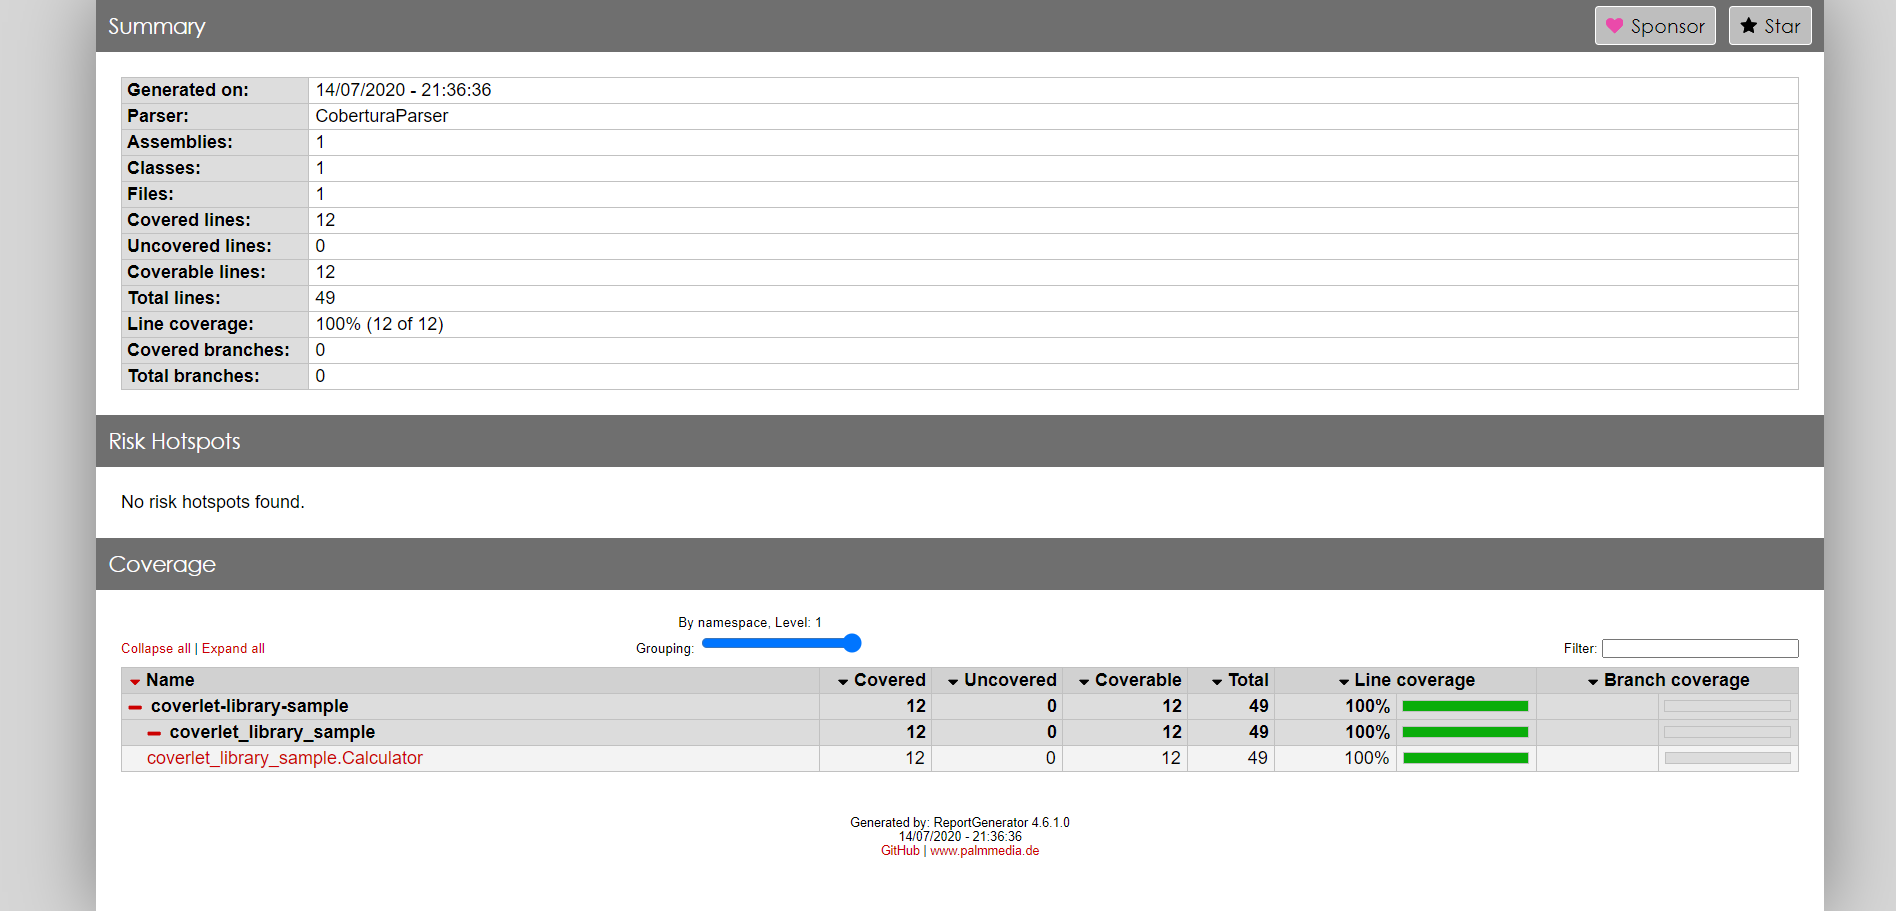 Summary
Sponsor Star
Generated on: 14/07/2020 - 21:36:36
Parser: CoberturaParser
Assemblies: 1
Classes: 1
Files: 1
Covered lines: 12
Uncovered lines: 0
Coverable lines: 12
Total lines: 49
Line coverage: 100% (12 of 12)
Covered branches: 0
Total branches: 0
Risk Hotspots
No risk hotspots found.
Coverage
By namespace, Level: 1
Collapse all | Expand all Grouping: Filter:
Name Covered Uncovered Coverable Total Line coverage Branch coverage
coverlet-library-sample 12 0 12 49 100%
coverlet_library_sample 12 0 12 49 100%
coverlet_library_sample.Calculator 12 0 12 49 100%
Generated by: ReportGenerator 4.6.1.0
14/07/2020 - 21:36:36
GitHub | www.palmmedia.de